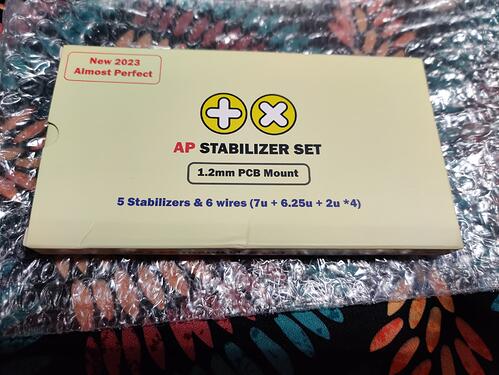 New 2023
Almost Perfect
AP STABILIZER SET
1.2mm PCB Mount
5 Stabilizers & 6 wires (7u + 6.25u + 2u *4)